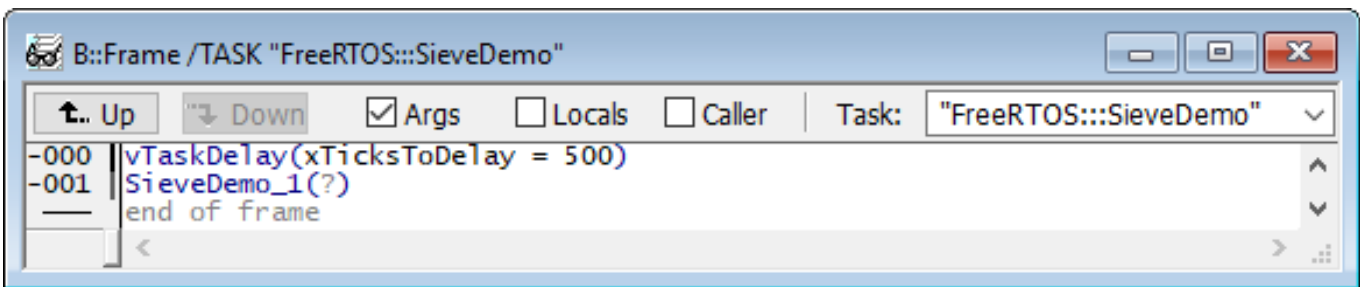 B::Frame /TASK "FreeRTOS:::SieveDemo"
Up Down Args Locals Caller Task: "FreeRTOS:::SieveDemo"
-000 vTaskDelay(xTicksToDelay = 500)
-001 SieveDemo_1(?)
end of frame